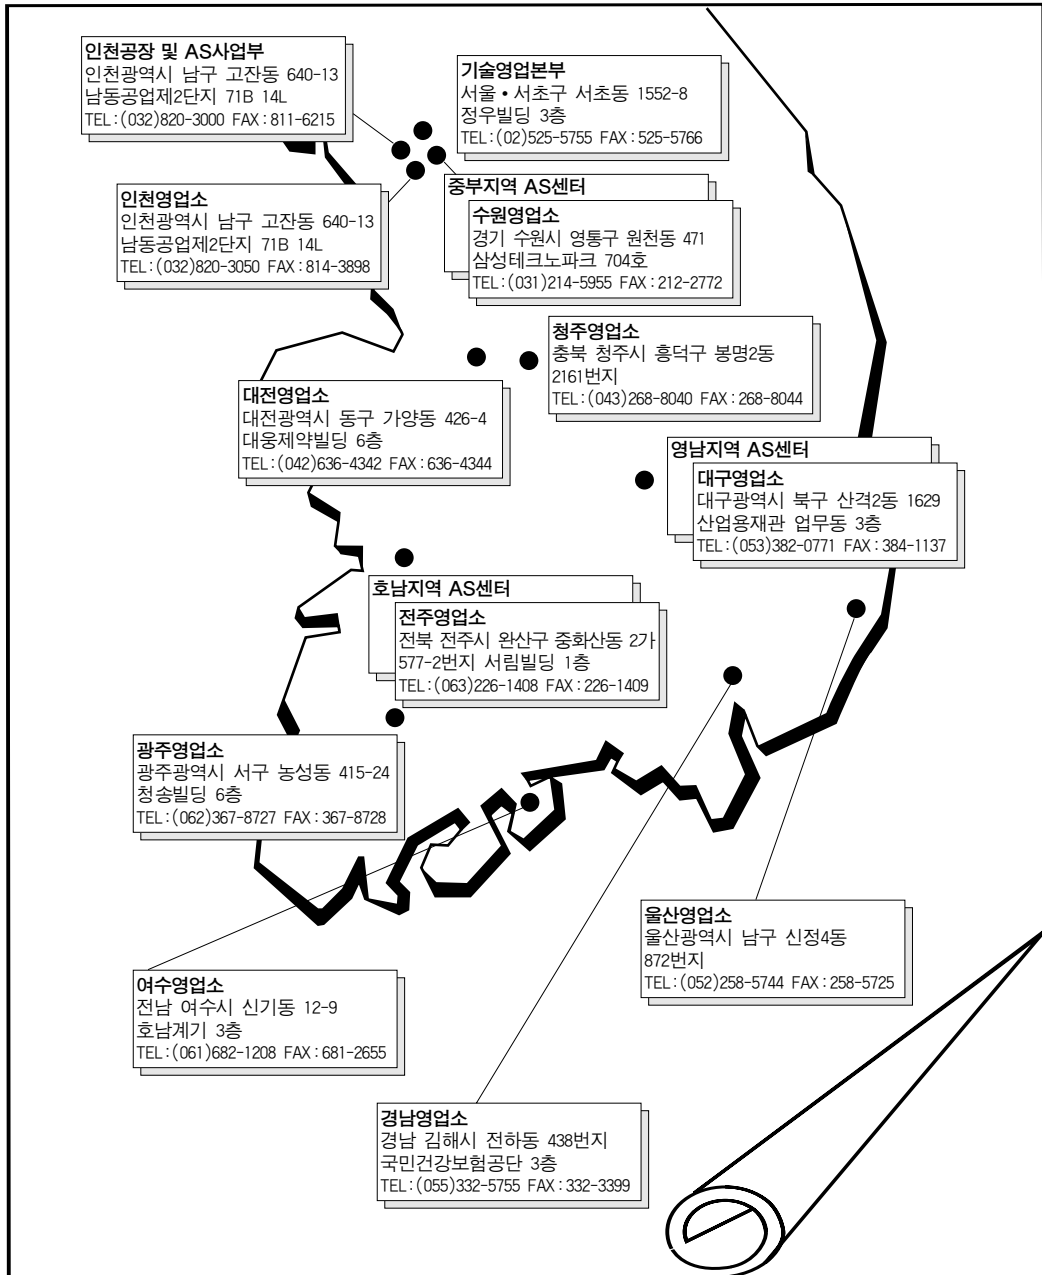 인천공장 및 AS사업부
인천광역시 남구 고잔동 640-13
남동공업제2단지 71B 14L
TEL:(032)820-3000 FAX:811-6215
기술영업본부
서울•서초구 서초동 1552-8
정우빌딩 3층
TEL:(02)525-5755 FAX:525-5766
인천영업소
인천광역시 남구 고잔동 640-13
남동공업제2단지 71B 14L
TEL:(032)820-3050 FAX:814-3898
중부지역 AS센터
수원영업소
경기 수원시 영통구 원천동 471
삼성테크노파크 704호
TEL:(031)214-5955 FAX:212-2772
청주영업소
충북 청주시 흥덕구 봉명2동
2161번지
TEL:(043)268-8040 FAX:268-8044
대전영업소
대전광역시 동구 가양동 426-4
대웅제약빌딩 6층
TEL:(042)636-4342 FAX:636-4344
영남지역 AS센터
대구영업소
대구광역시 북구 산격2동 1629
산업용재관 업무동 3층
TEL:(053)382-0771 FAX:384-1137
호남지역 AS센터
전주영업소
전북 전주시 완산구 중화산동 2가
577-2번지 서림빌딩 1층
TEL:(063)226-1408 FAX:226-1409
광주영업소
광주광역시 서구 농성동 415-24
청송빌딩 6층
TEL:(062)367-8727 FAX:367-8728
울산영업소
울산광역시 남구 신정4동
872번지
TEL:(052)258-5744 FAX:258-5725
여수영업소
전남 여수시 신기동 12-9
호남계기 3층
TEL:(061)682-1208 FAX:681-2655
경남영업소
경남 김해시 전하동 438번지
국민건강보험공단 3층
TEL:(055)332-5755 FAX:332-3399